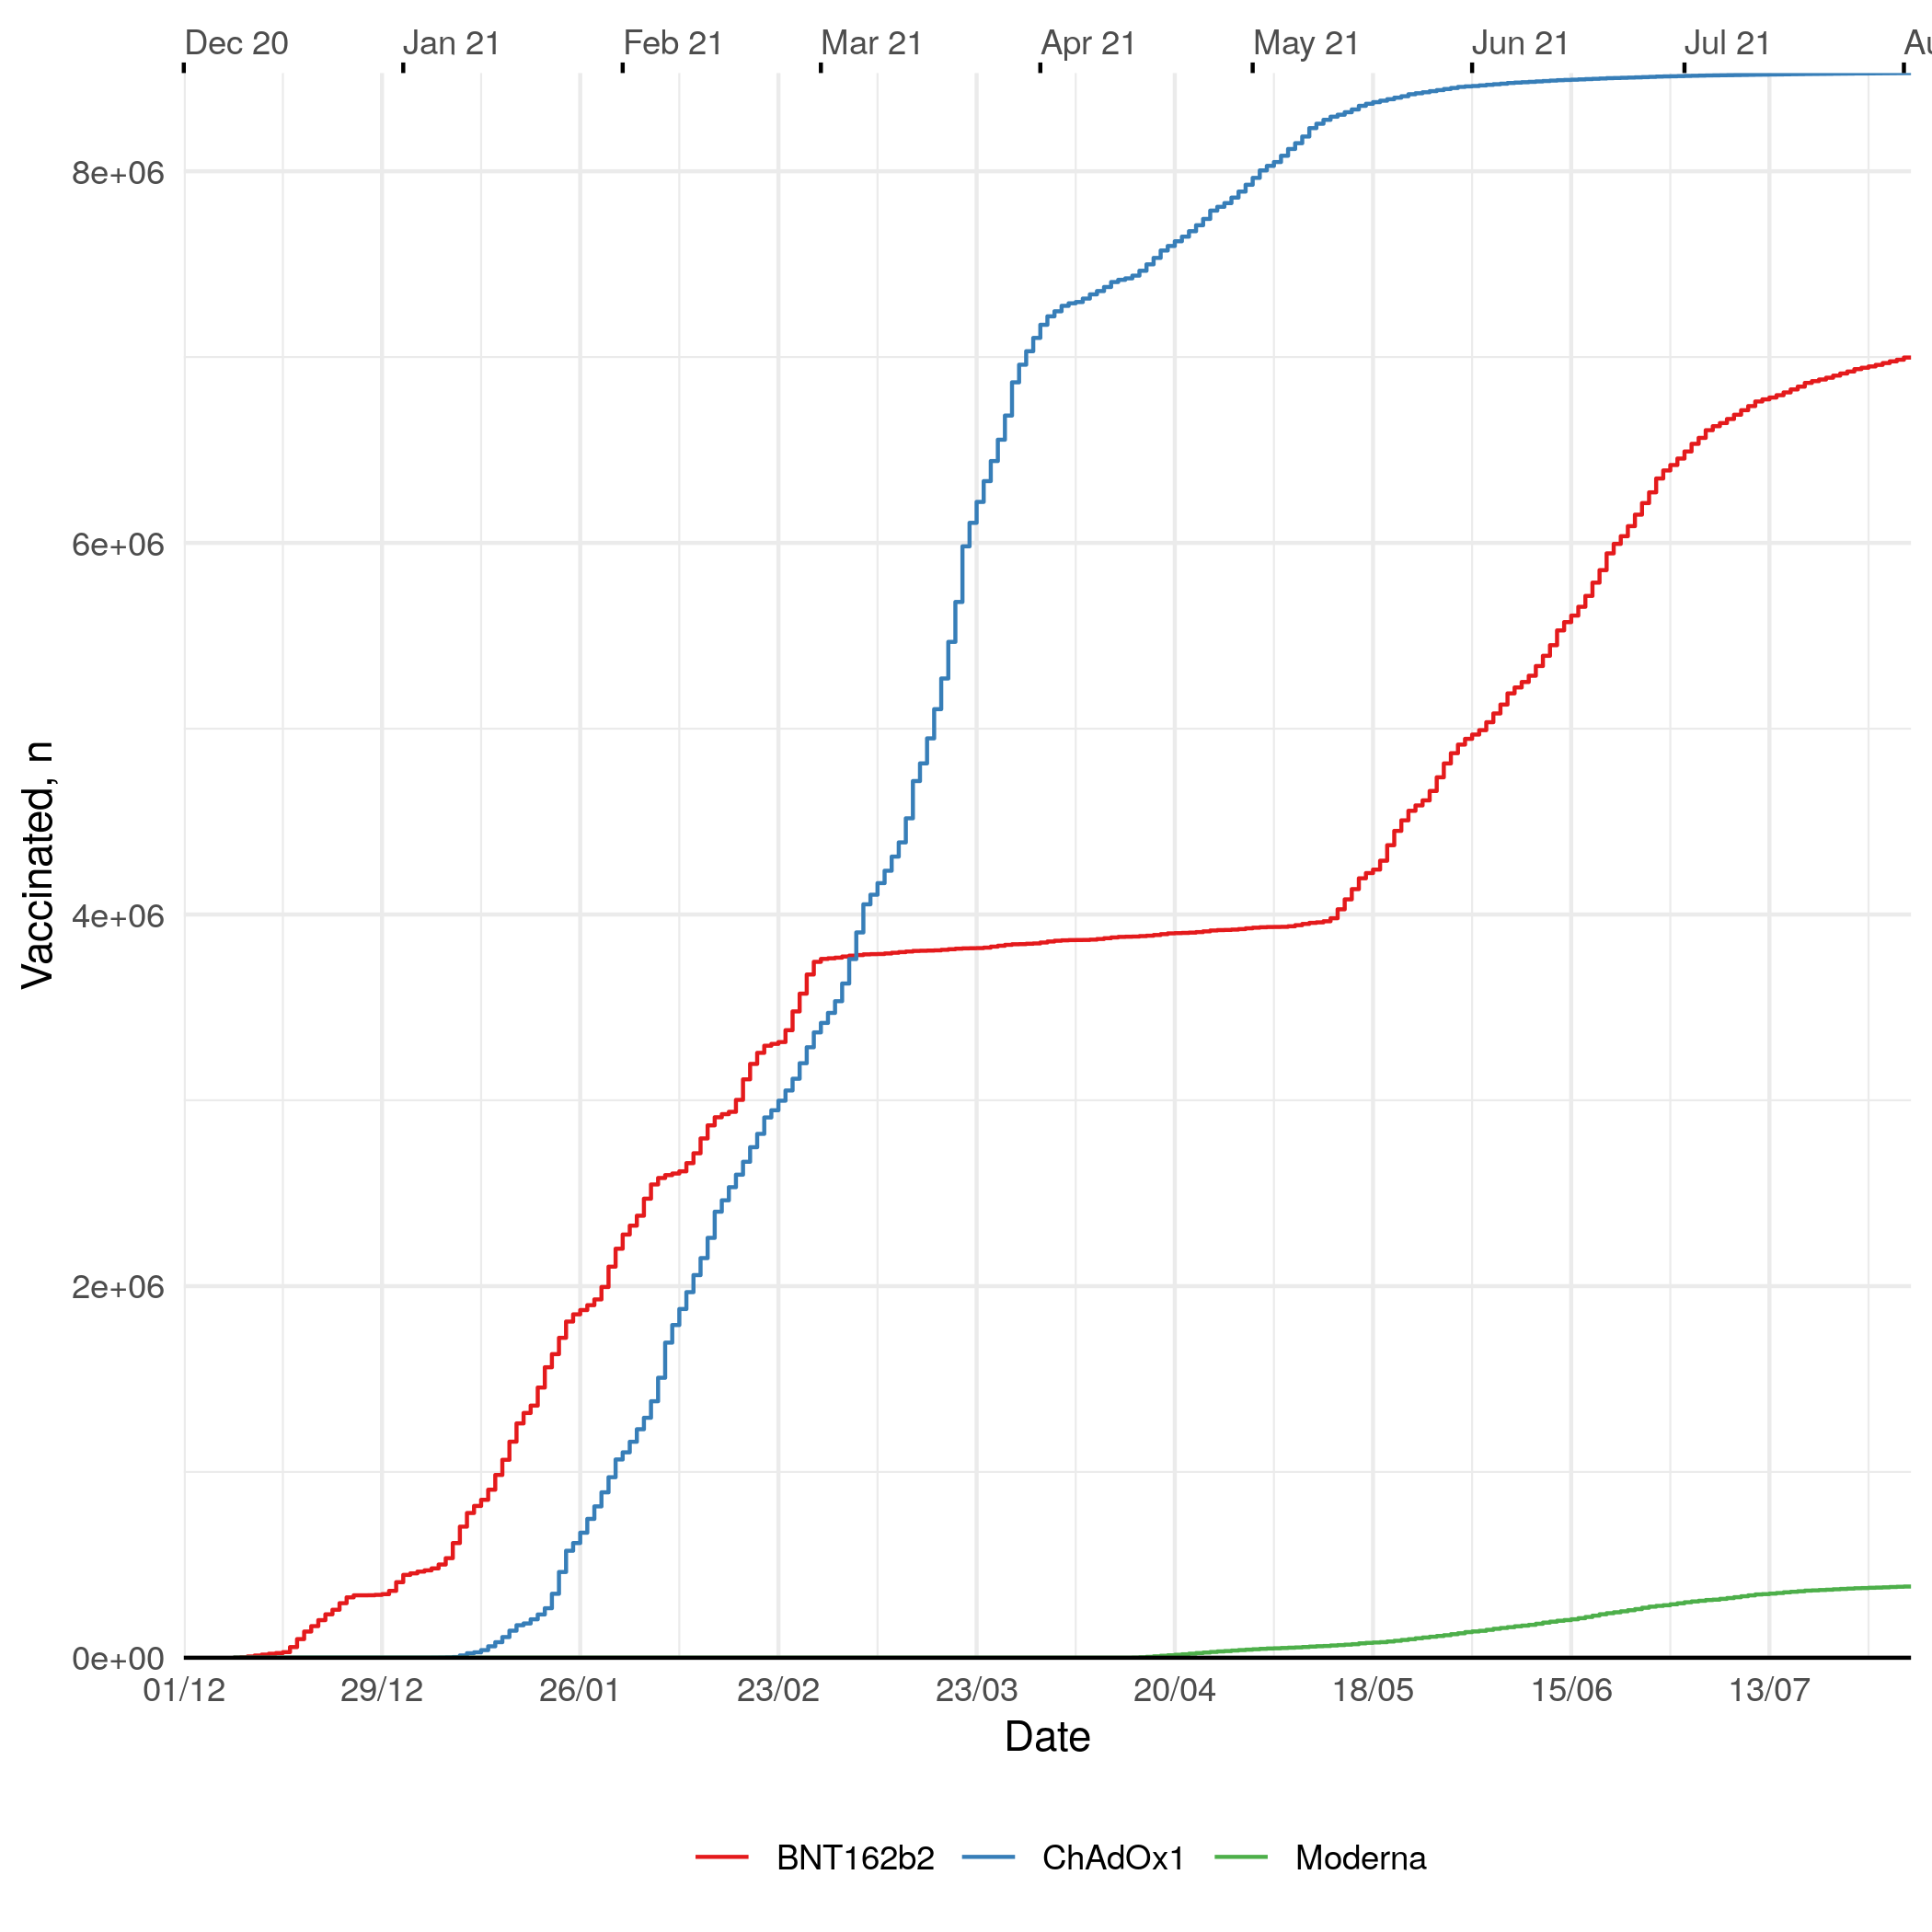 Dec 20 Jan 21 Feb 21 Mar 21 Apr 21 May 21 Jun 21 Jul 21 Au
8e+06
6e+06
4e+06
2e+06
0e+00
Vaccinated, n
01/12 29/12 26/01 23/02 23/03 20/04 18/05 15/06 13/07
Date
BNT162b2 ChAdOx1 Moderna